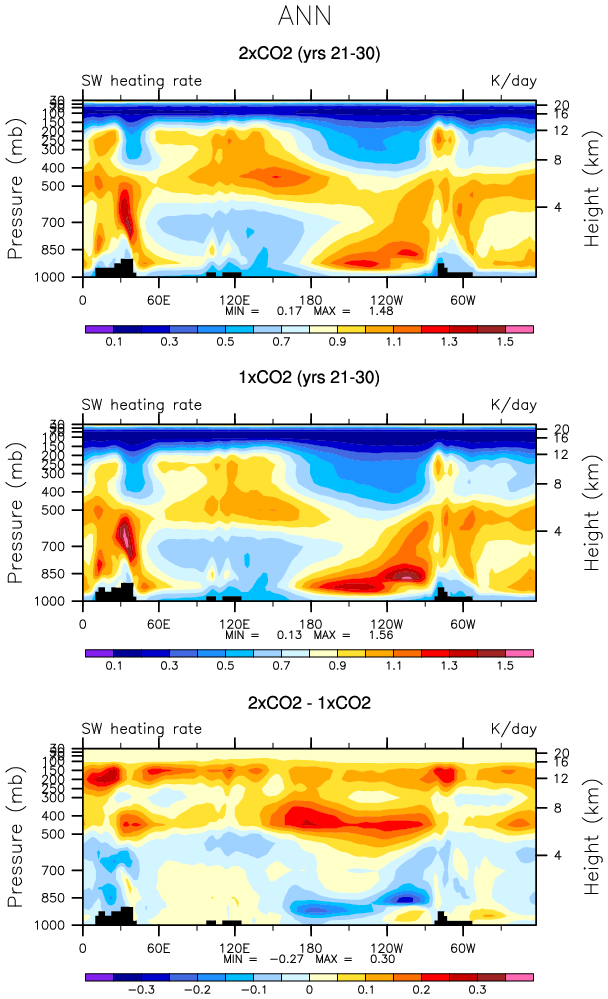 ANN
2xCO2 (yrs 21-30)
SW heating rate K/day
Pressure (mb)
Height (km)
30
100
150
200
250
300
400
500
700
850
1000
20
16
12
8
4
0 60E 120E 180 120W 60W
MIN = 0.17 MAX = 1.48
0.1 0.3 0.5 0.7 0.9 1.1 1.3 1.5
1xCO2 (yrs 21-30)
SW heating rate K/day
Pressure (mb)
Height (km)
30
100
150
200
250
300
400
500
700
850
1000
20
16
12
8
4
0 60E 120E 180 120W 60W
MIN = 0.13 MAX = 1.56
0.1 0.3 0.5 0.7 0.9 1.1 1.3 1.5
2xCO2 - 1xCO2
SW heating rate K/day
Pressure (mb)
Height (km)
30
100
150
200
250
300
400
500
700
850
1000
20
16
12
8
4
0 60E 120E 180 120W 60W
MIN = -0.27 MAX = 0.30
-0.3 -0.2 -0.1 0 0.1 0.2 0.3